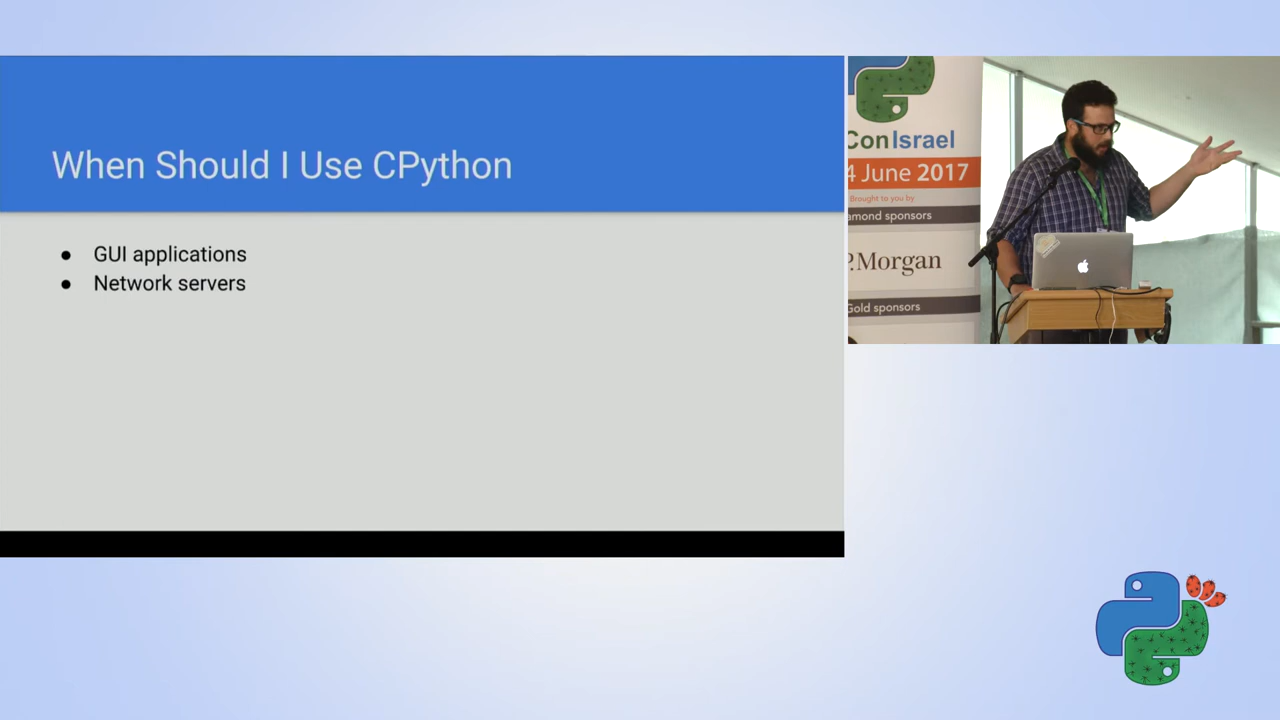 When Should I Use CPython
● GUI applications
● Network servers
Con Israel
4 June 2017
Brought to you by
amond sponsors
P.Morgan
Gold sponsors